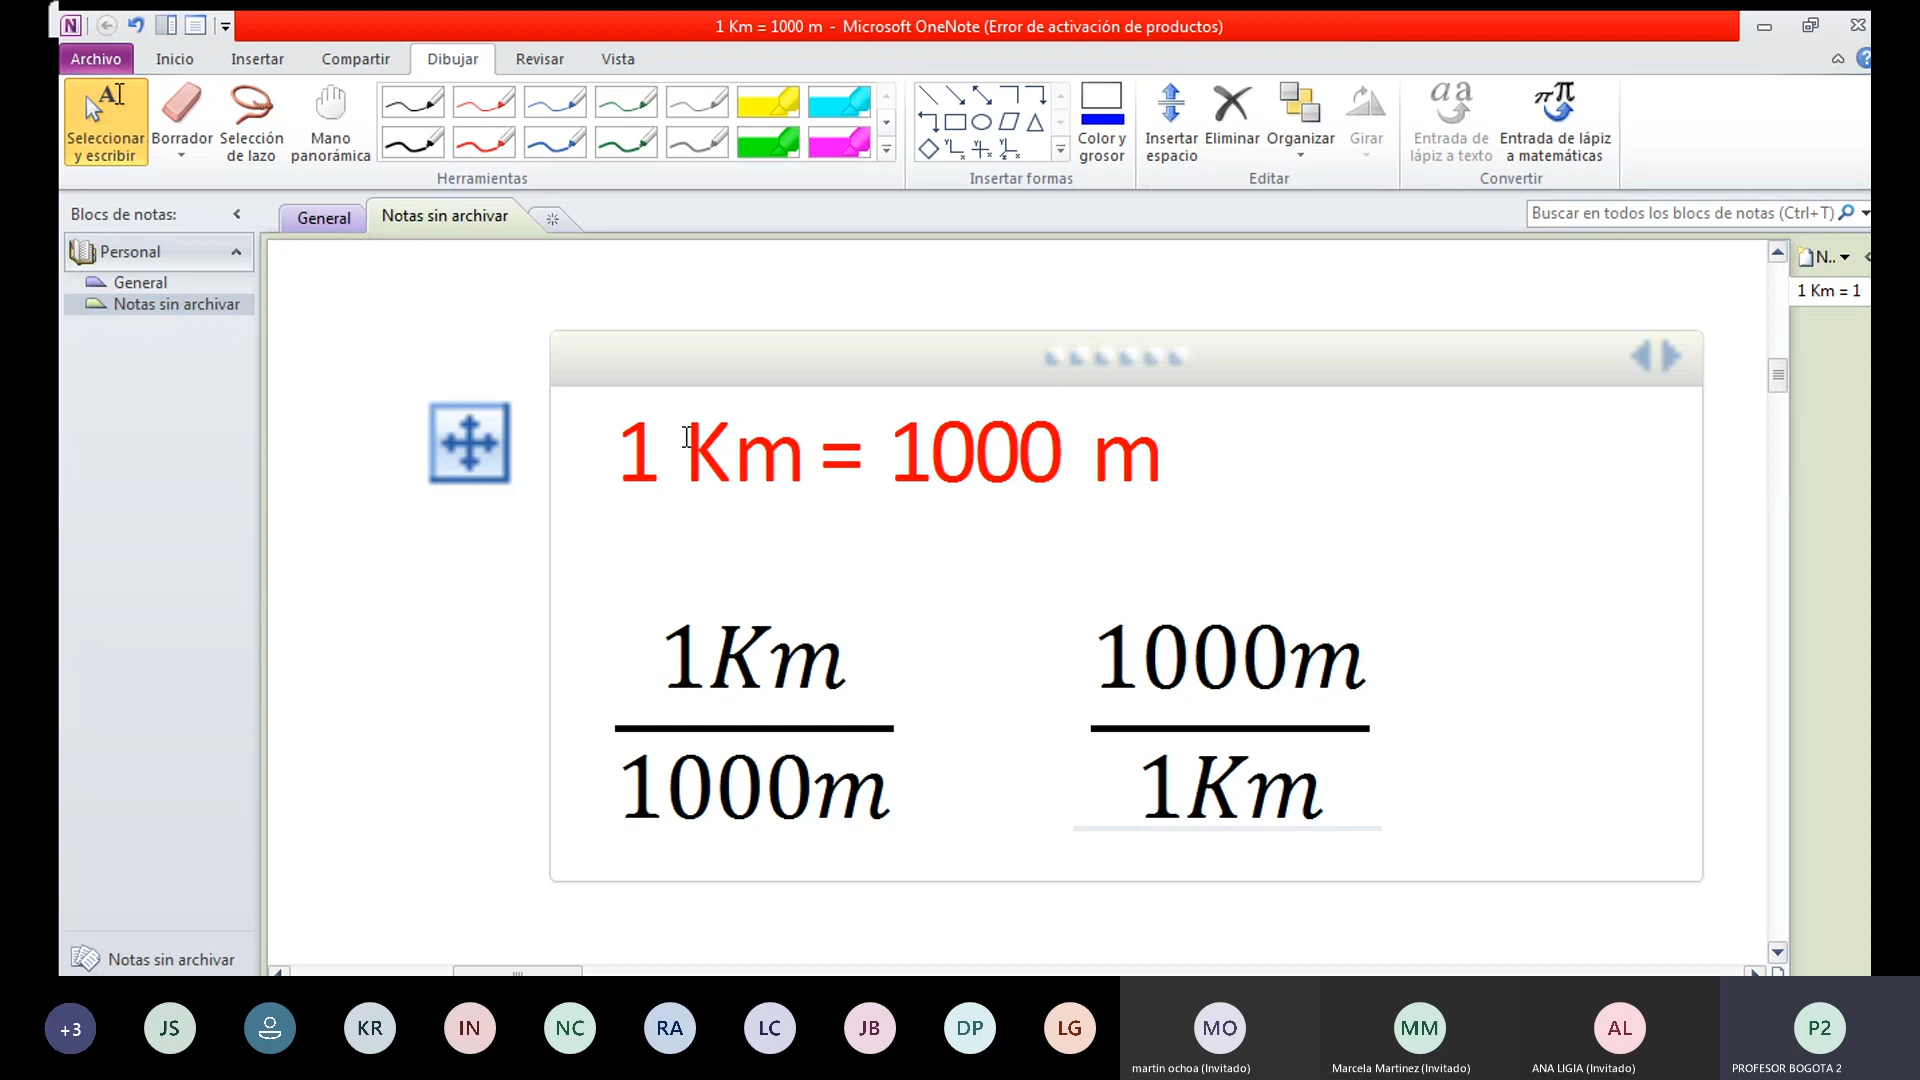 1 Km = 1000 m - Microsoft OneNote (Error de activación de productos)
Archivo Inicio Insertar Compartir Dibujar Revisar Vista
Seleccionar y escribir
Borrador
Selección de lazo
Mano panorámica
Color y grosor
Insertar espacio
Eliminar
Organizar
Girar
Entrada de lápiz a texto
Entrada de lápiz a matemáticas
Herramientas
Insertar formas
Editar
Convertir
Blocs de notas:
General
Notas sin archivar
Buscar en todos los blocs de notas (Ctrl+T)
Personal
General
Notas sin archivar
N..
1 Km = 1
1 Km = 1000 m
1Km
1000m
1000m
1Km
Notas sin archivar
+3 JS KR IN NC RA LC JB DP LG MO MM AL P2
martin ochoa (Invitado)
Marcela Martinez (Invitado)
ANA LIGIA (Invitado)
PROFESOR BOGOTA 2